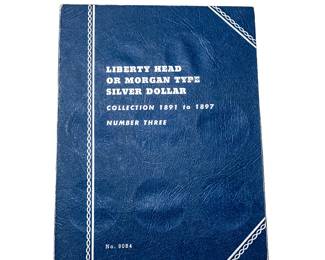 LIBERTY HEAD
OR MORGAN TYPE
SILVER DOLLAR
COLLECTION 1891 to 1897
NUMBER THREE
No. 9084